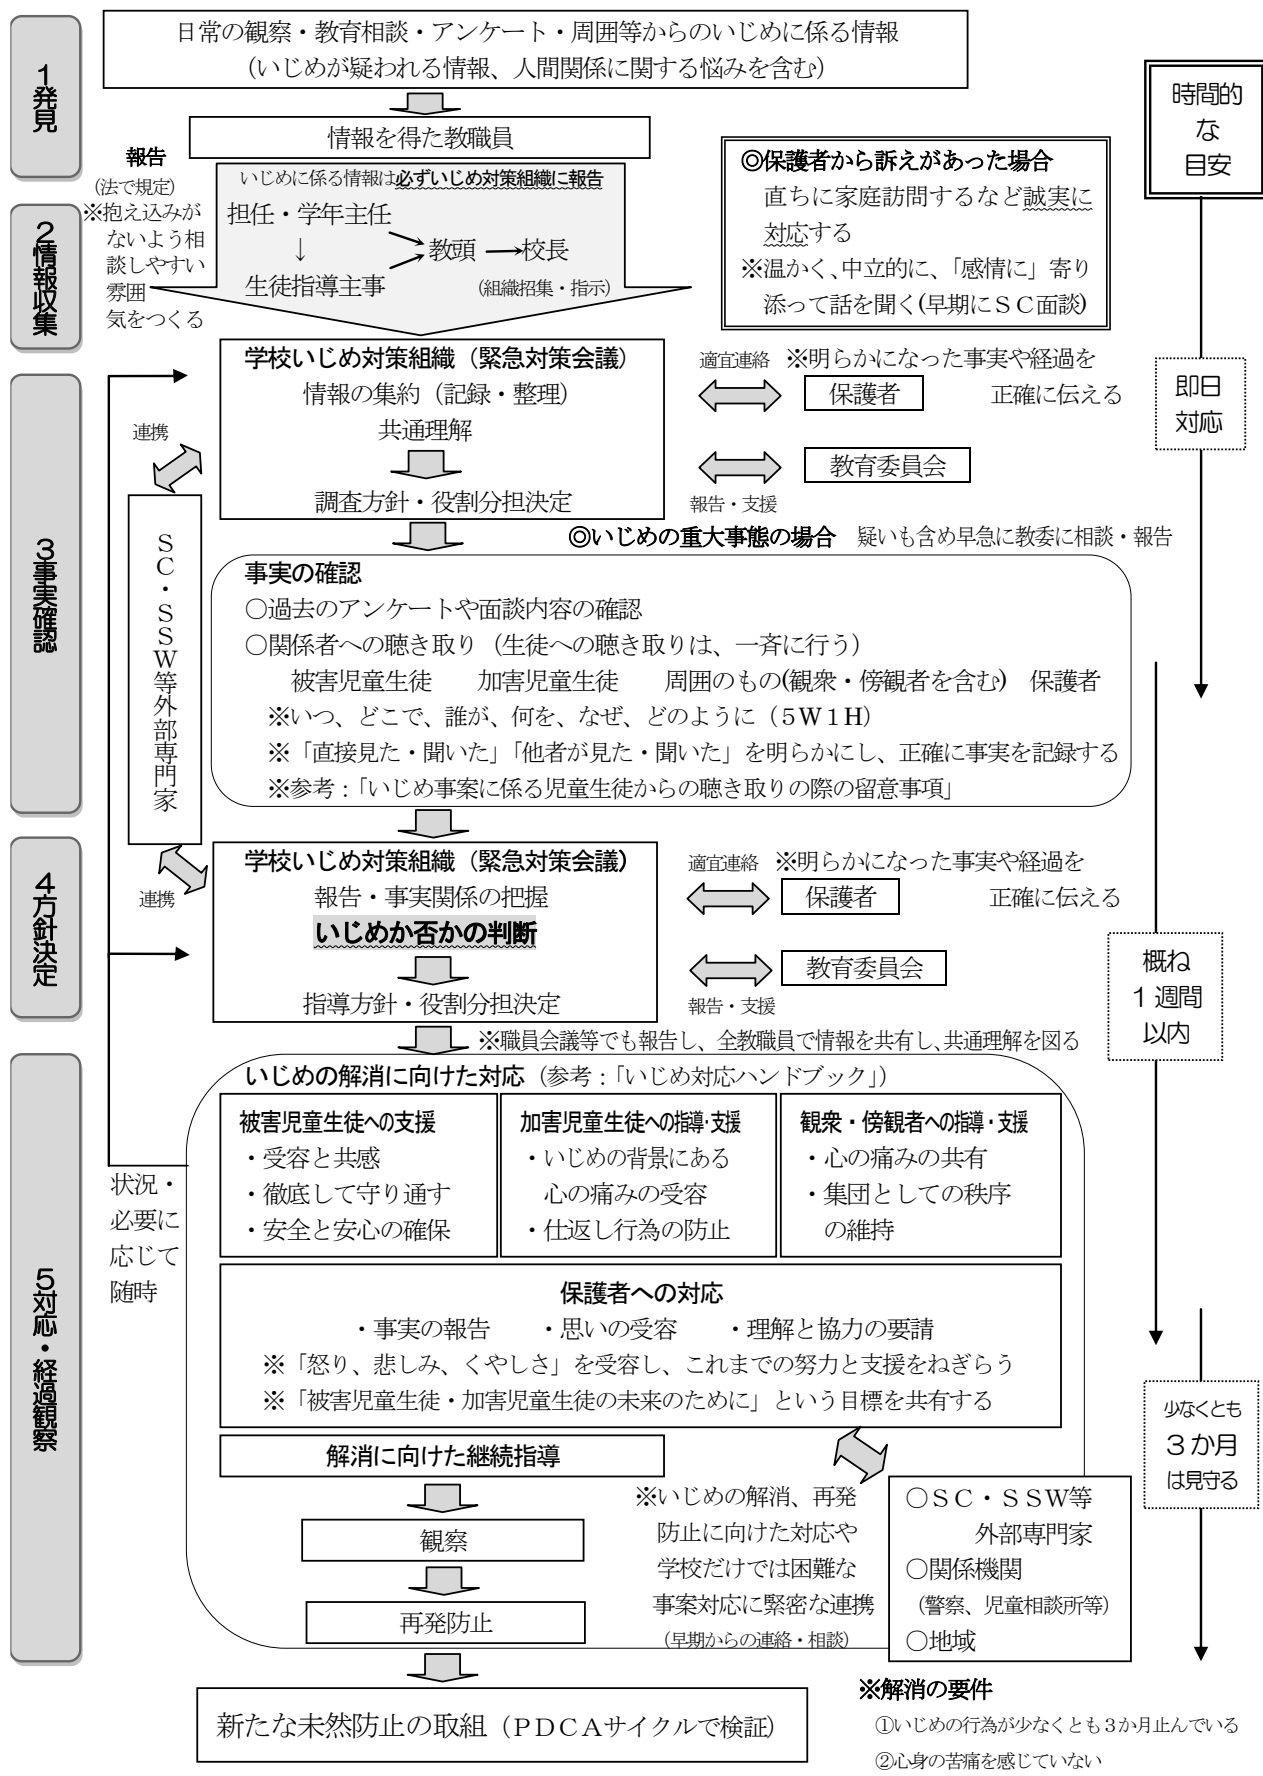 1発見
日常の観察・教育相談・アンケート・周囲等からのいじめに係る情報
(いじめが疑われる情報、人間関係に関する悩みを含む)
情報を得た教職員
時間的
な
目安
報告
(法で規定)
※抱え込みが
ないよう相
談しやすい
雰囲
気をつくる
いじめに係る情報は必ずいじめ対策組織に報告
担任・学年主任
↓
生徒指導主事
教頭
校長
(組織招集・指示)
◎保護者から訴えがあった場合
直ちに家庭訪問するなど誠実に
対応する
※温かく、中立的に、「感情に」寄り
添って話を聞く(早期にＳＣ面談)
2情報収集
学校いじめ対策組織（緊急対策会議）
情報の集約（記録・整理）
共通理解
調査方針・役割分担決定
適宜連絡
※明らかになった事実や経過を
正確に伝える
保護者
教育委員会
報告・支援
即日
対応
連携
ＳＣ・ＳＳＷ等外部専門家
連携
3事実確認
◎いじめの重大事態の場合　疑いも含め早急に教委に相談・報告
事実の確認
○過去のアンケートや面談内容の確認
○関係者への聴き取り（生徒への聴き取りは、一斉に行う）
被害児童生徒　加害児童生徒　周囲のもの(観衆・傍観者を含む)　保護者
※いつ、どこで、誰が、何を、なぜ、どのように（５Ｗ１Ｈ）
※「直接見た・聞いた」「他者が見た・聞いた」を明らかにし、正確に事実を記録する
※参考：「いじめ事案に係る児童生徒からの聴き取りの際の留意事項」
4方針決定
学校いじめ対策組織（緊急対策会議）
報告・事実関係の把握
いじめか否かの判断
指導方針・役割分担決定
適宜連絡
※明らかになった事実や経過を
正確に伝える
保護者
教育委員会
報告・支援
概ね
1週間
以内
※職員会議等でも報告し、全教職員で情報を共有し、共通理解を図る
5対応・経過観察
いじめの解消に向けた対応（参考：「いじめ対応ハンドブック」）
被害児童生徒への支援
・受容と共感
・徹底して守り通す
・安全と安心の確保
加害児童生徒への指導・支援
・いじめの背景にある
心の痛みの受容
・仕返し行為の防止
観衆・傍観者への指導・支援
・心の痛みの共有
・集団としての秩序
の維持
状況・
必要に
応じて
随時
保護者への対応
・事実の報告　・思いの受容　・理解と協力の要請
※「怒り、悲しみ、くやしさ」を受容し、これまでの努力と支援をねぎらう
※「被害児童生徒・加害児童生徒の未来のために」という目標を共有する
少なくとも
3か月
は見守る
解消に向けた継続指導
観察
再発防止
※いじめの解消、再発
防止に向けた対応や
学校だけでは困難な
事案対応に緊密な連携
(早期からの連絡・相談)
○ＳＣ・ＳＳＷ等
外部専門家
○関係機関
（警察、児童相談所等）
○地域
新たな未然防止の取組（ＰＤＣＡサイクルで検証）
※解消の要件
①いじめの行為が少なくとも３か月止んでいる
②心身の苦痛を感じていない